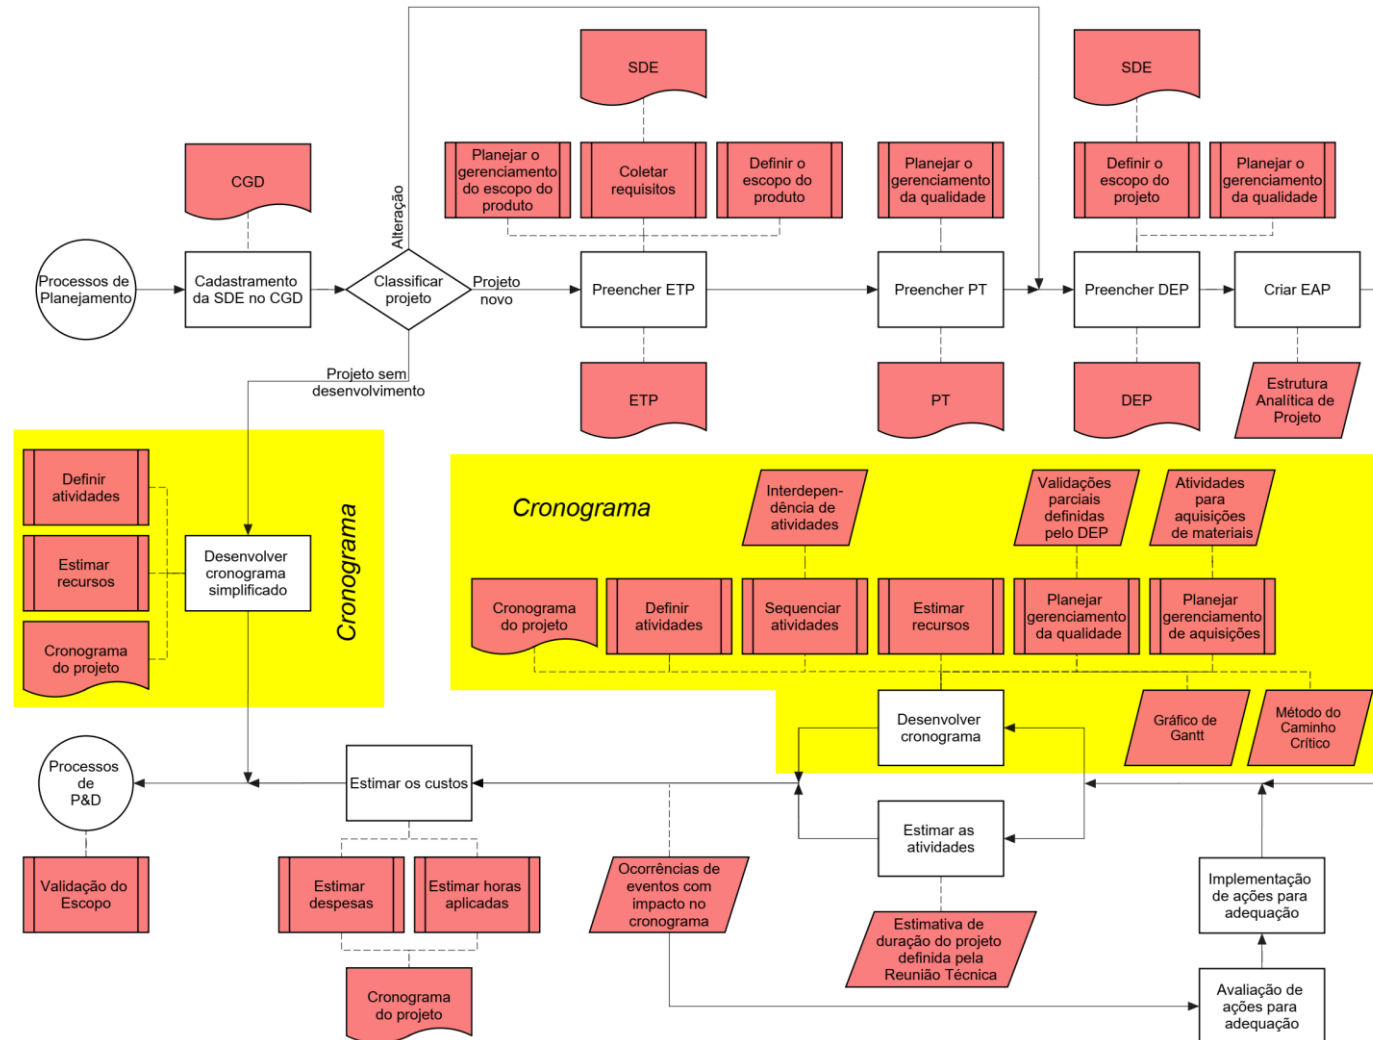 SDE
SDE
CGD
Planejar o
gerenciamento
do escopo do
produto
Coletar
requisitos
Definir o
escopo do
produto
Planejar o
gerenciamento
da qualidade
Definir o
escopo do
projeto
Planejar o
gerenciamento
da qualidade
Alteração
Processos de
Planejamento
Cadastramento
da SDE no CGD
Classificar
projeto
Projeto
novo
Preencher ETP
Preencher PT
Preencher DEP
Criar EAP
Projeto sem
desenvolvimento
ETP
PT
DEP
Estrutura
Analítica de
Projeto
Definir
atividades
Estimar
recursos
Cronograma
do projeto
Desenvolver
cronograma
simplificado
Cronograma
Cronograma
Interdepen-
dência de
atividades
Validações
parciais
definidas
pelo DEP
Atividades
para
aquisições
de materiais
Cronograma
do projeto
Definir
atividades
Sequenciar
atividades
Estimar
recursos
Planejar
gerenciamento
da qualidade
Planejar
gerenciamento
de aquisições
Desenvolver
cronograma
Gráfico de
Gantt
Método do
Caminho
Crítico
Processos
de
P&D
Estimar os custos
Estimar as
atividades
Validação do
Escopo
Estimar
despesas
Estimar horas
aplicadas
Ocorrências de
eventos com
impacto no
cronograma
Implementação
de ações para
adequação
Estimativa de
duração do projeto
definida pela
Reunião Técnica
Cronograma
do projeto
Avaliação de
ações para
adequação